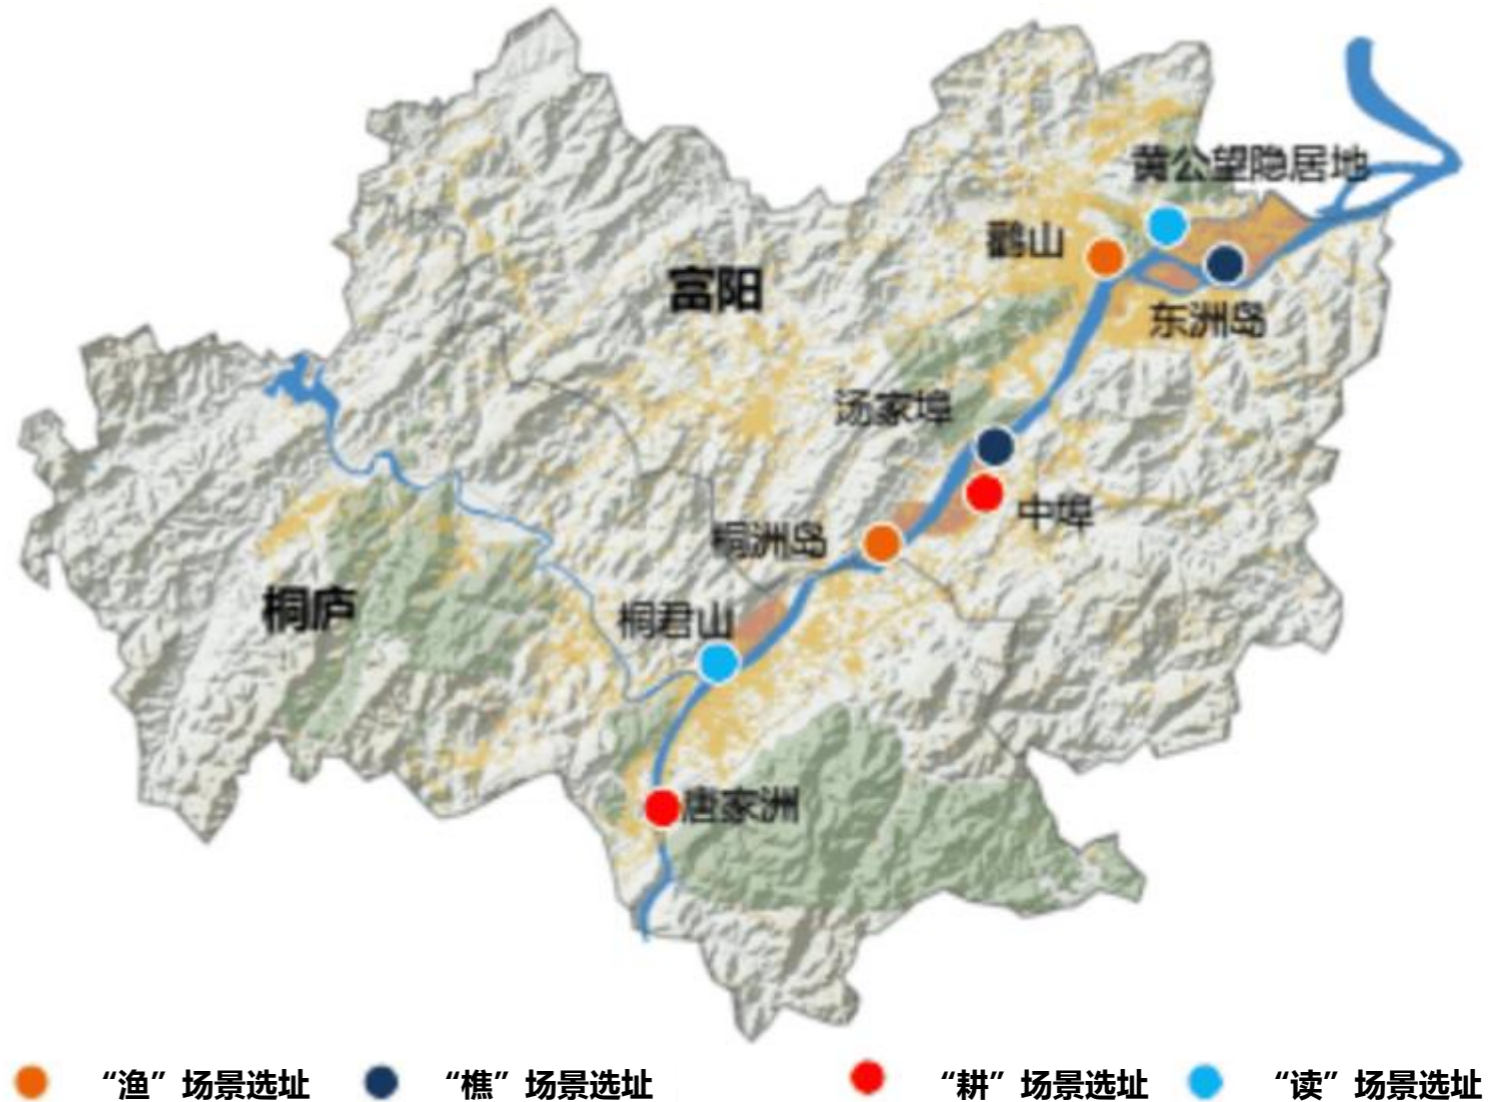 黄公望隐居地
鹳山
富阳
东洲岛
汤家埠
中埠
桐洲岛
桐君山
桐庐
唐家洲
“渔”场景选址
“樵”场景选址
“耕”场景选址
“读”场景选址